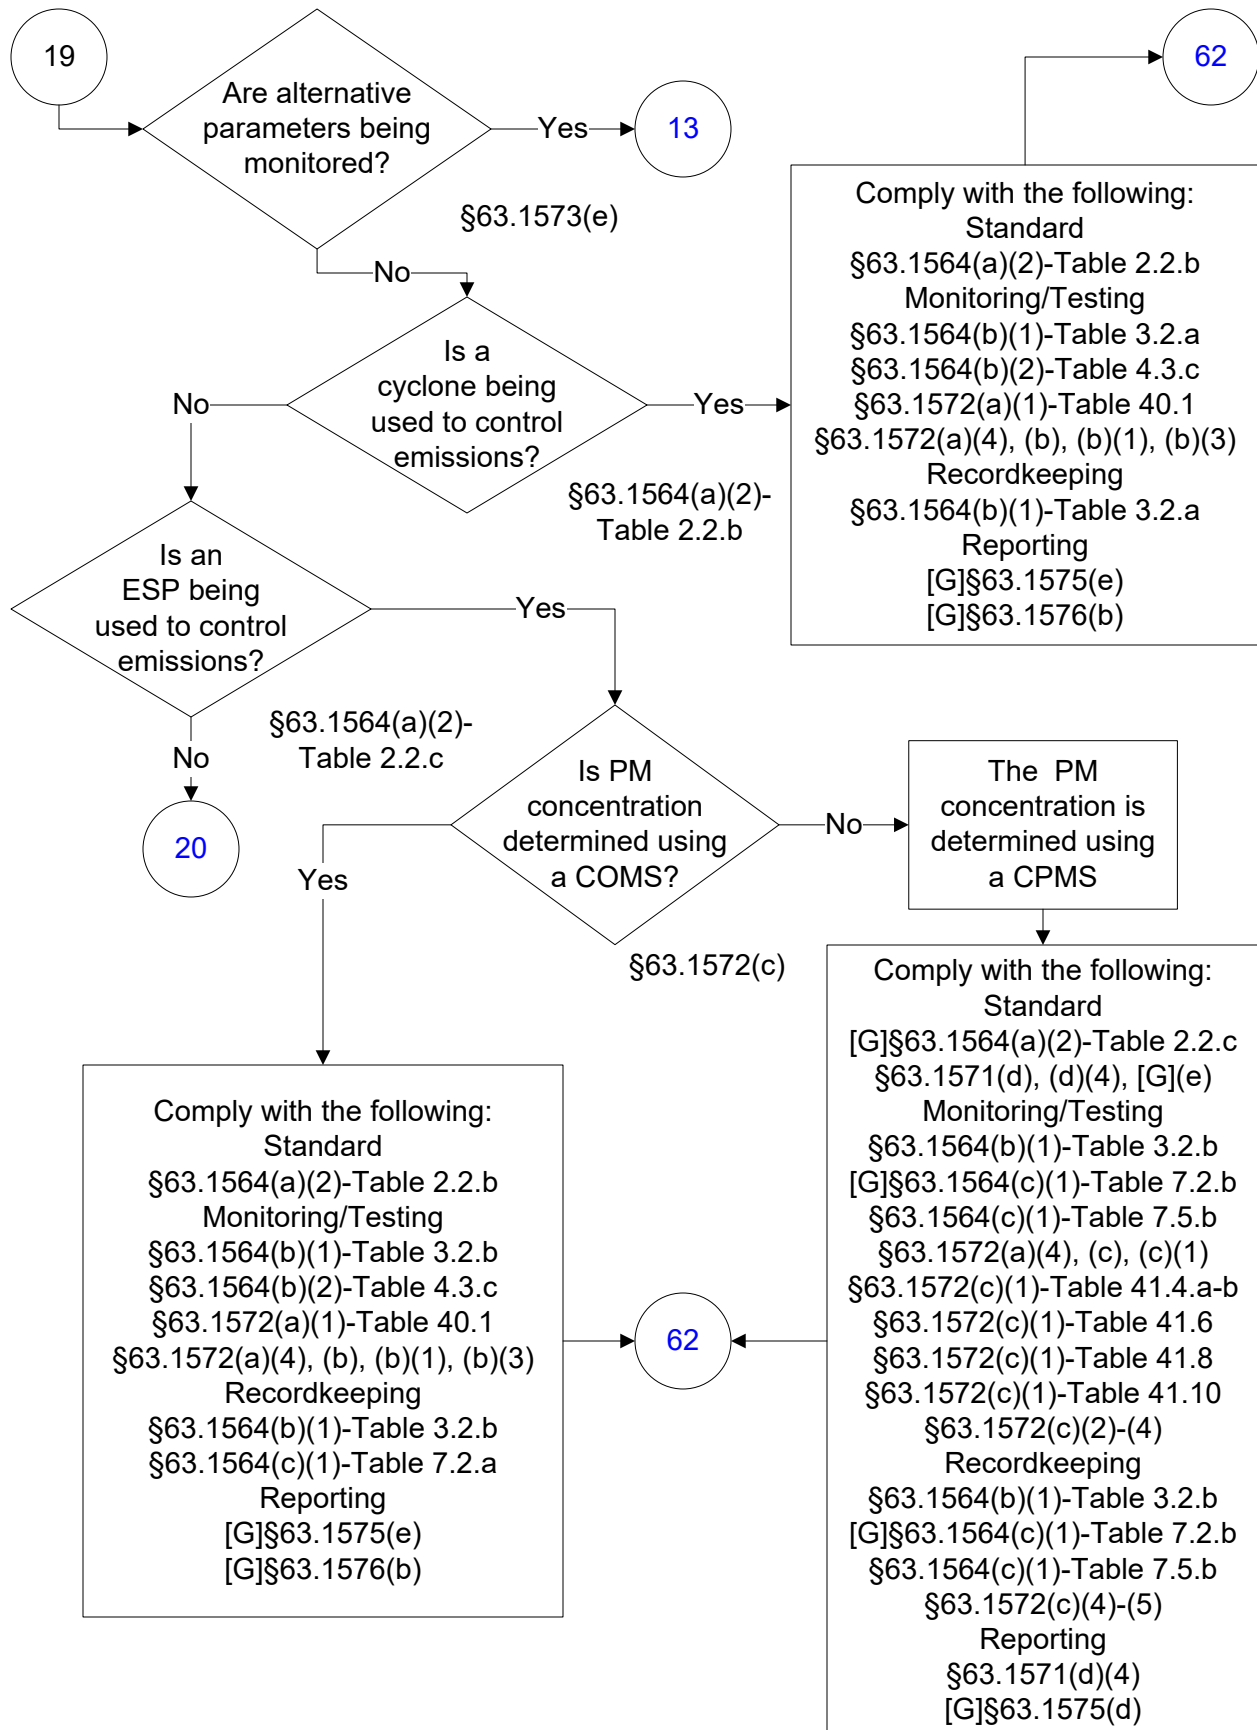 19
Are alternative
parameters being
monitored?
Yes
13
62
§63.1573(e)
No
Is a
cyclone being
used to control
emissions?
No
Yes
§63.1564(a)(2)-
Table 2.2.b
Comply with the following:
Standard
§63.1564(a)(2)-Table 2.2.b
Monitoring/Testing
§63.1564(b)(1)-Table 3.2.a
§63.1564(b)(2)-Table 4.3.c
§63.1572(a)(1)-Table 40.1
§63.1572(a)(4), (b), (b)(1), (b)(3)
Recordkeeping
§63.1564(b)(1)-Table 3.2.a
Reporting
[G]§63.1575(e)
[G]§63.1576(b)
Is an
ESP being
used to control
emissions?
Yes
§63.1564(a)(2)-
Table 2.2.c
No
20
Is PM
concentration
determined using
a COMS?
No
The  PM
concentration is
determined using
a CPMS
Yes
§63.1572(c)
Comply with the following:
Standard
§63.1564(a)(2)-Table 2.2.b
Monitoring/Testing
§63.1564(b)(1)-Table 3.2.b
§63.1564(b)(2)-Table 4.3.c
§63.1572(a)(1)-Table 40.1
§63.1572(a)(4), (b), (b)(1), (b)(3)
Recordkeeping
§63.1564(b)(1)-Table 3.2.b
§63.1564(c)(1)-Table 7.2.a
Reporting
[G]§63.1575(e)
[G]§63.1576(b)
62
Comply with the following:
Standard
[G]§63.1564(a)(2)-Table 2.2.c
§63.1571(d), (d)(4), [G](e)
Monitoring/Testing
§63.1564(b)(1)-Table 3.2.b
[G]§63.1564(c)(1)-Table 7.2.b
§63.1564(c)(1)-Table 7.5.b
§63.1572(a)(4), (c), (c)(1)
§63.1572(c)(1)-Table 41.4.a-b
§63.1572(c)(1)-Table 41.6
§63.1572(c)(1)-Table 41.8
§63.1572(c)(1)-Table 41.10
§63.1572(c)(2)-(4)
Recordkeeping
§63.1564(b)(1)-Table 3.2.b
[G]§63.1564(c)(1)-Table 7.2.b
§63.1564(c)(1)-Table 7.5.b
§63.1572(c)(4)-(5)
Reporting
§63.1571(d)(4)
[G]§63.1575(d)